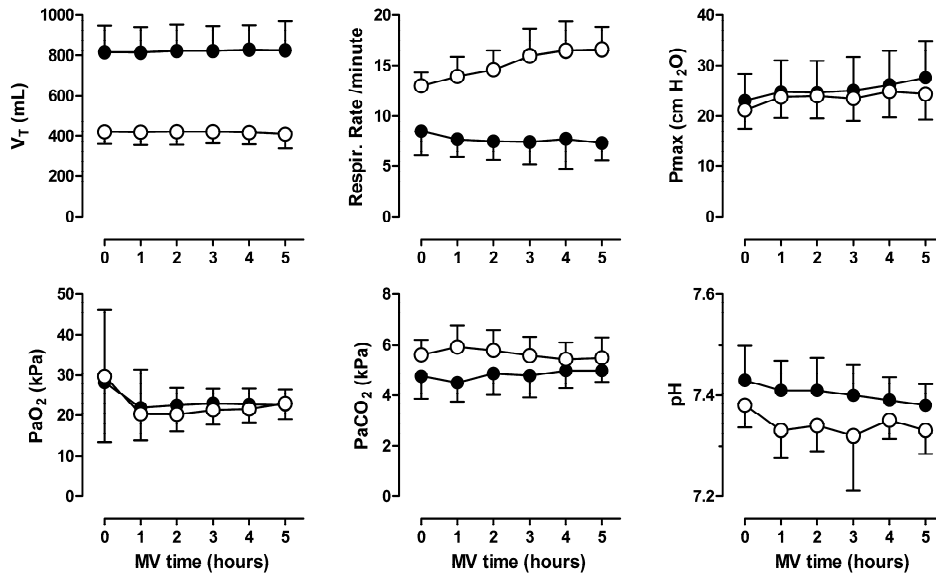 1000
800
600
400
200
0
V_T (mL)
0 1 2 3 4 5
20
15
10
5
0
Respir. Rate /minute
0 1 2 3 4 5
40
30
20
10
0
Pmax (cm H₂O)
0 1 2 3 4 5
50
40
30
20
10
0
PaO₂ (kPa)
0 1 2 3 4 5
MV time (hours)
8
6
4
2
0
PaCO₂ (kPa)
0 1 2 3 4 5
MV time (hours)
7.6
7.4
7.2
pH
0 1 2 3 4 5
MV time (hours)